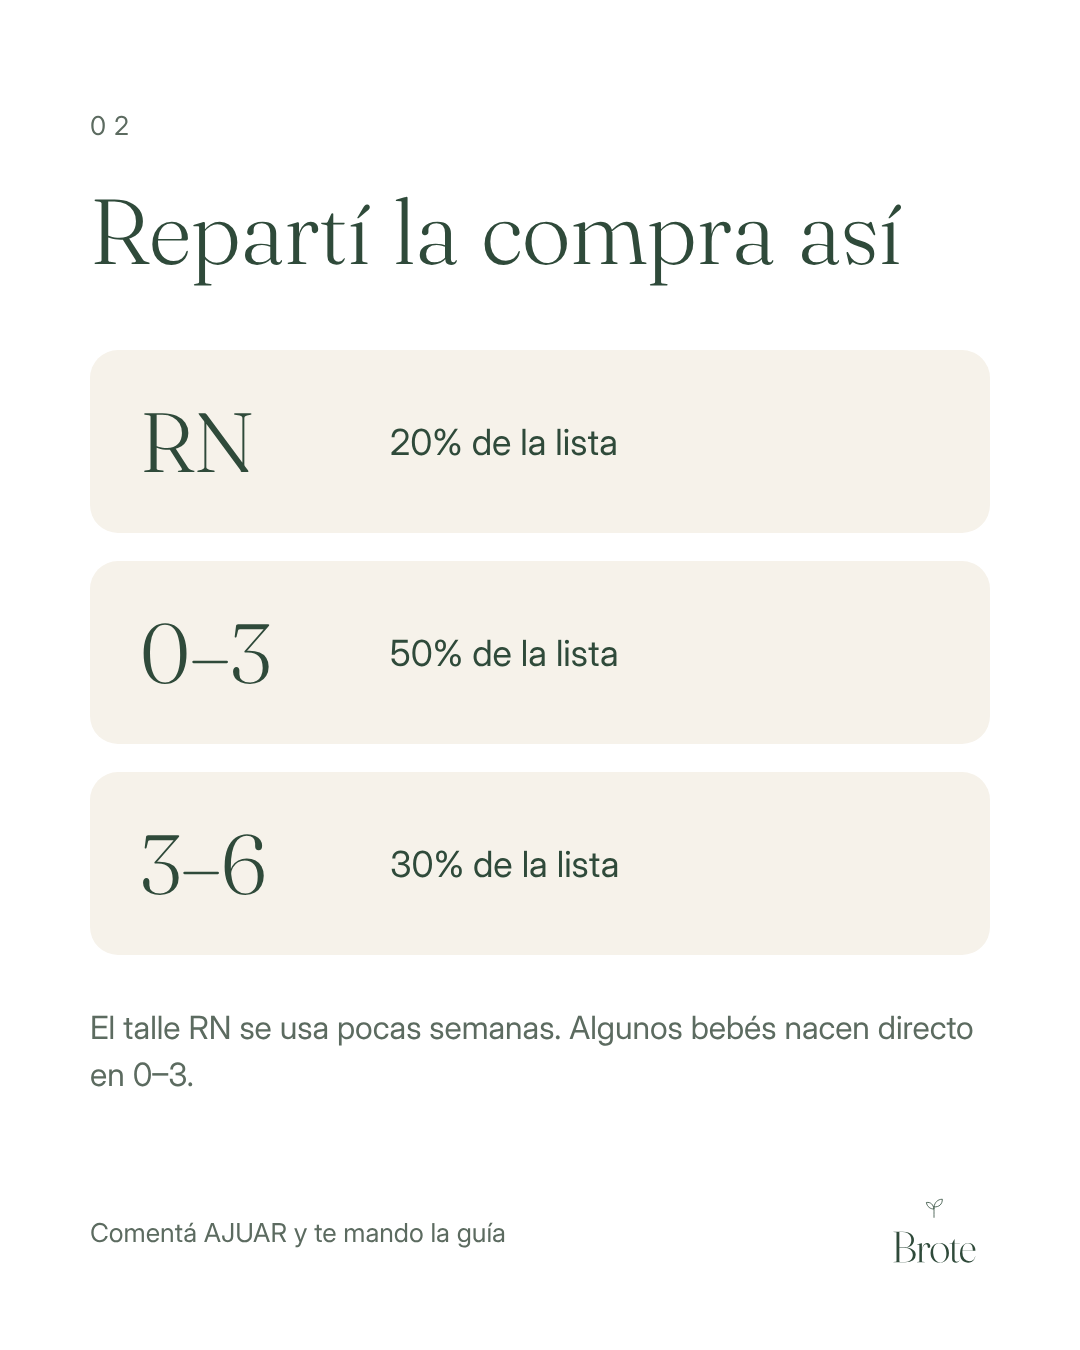 02
Repartí la compra así
RN
20% de la lista
0–3
50% de la lista
3–6
30% de la lista
El talle RN se usa pocas semanas. Algunos bebés nacen directo
en 0–3.
Comentá AJUAR y te mando la guía
Brote